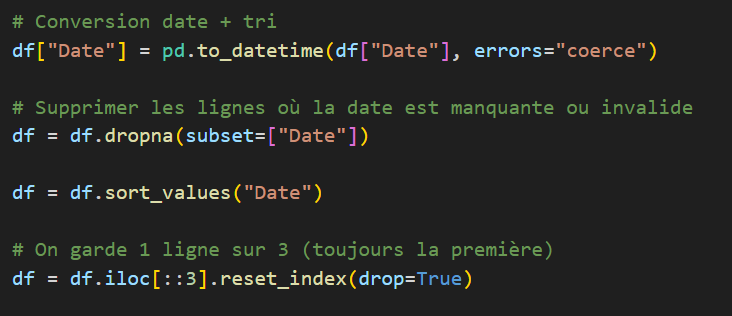 # Conversion date + tri
df["Date"] = pd.to_datetime(df["Date"], errors="coerce")
# Supprimer les lignes où la date est manquante ou invalide
df = df.dropna(subset=["Date"])
df = df.sort_values("Date")
# On garde 1 ligne sur 3 (toujours la première)
df = df.iloc[::3].reset_index(drop=True)